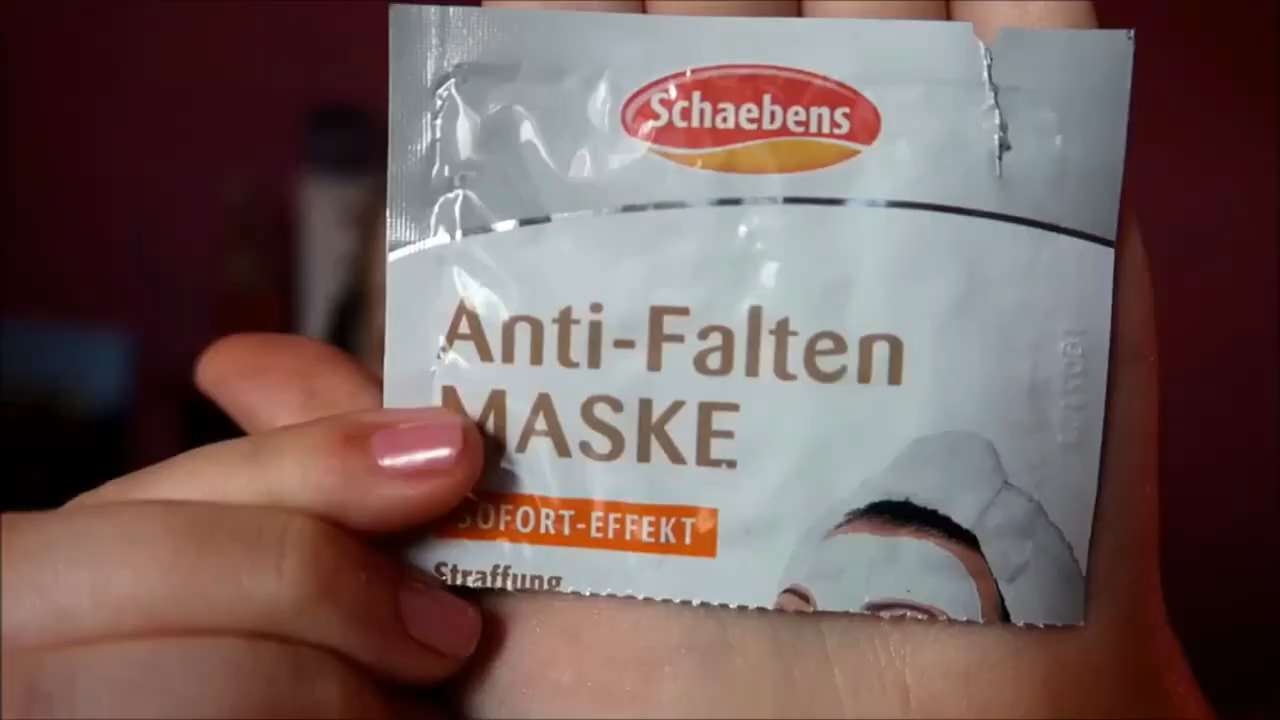 Schaebens
Anti-Falten
MASKE
SOFORT-EFFEKT
Straffung